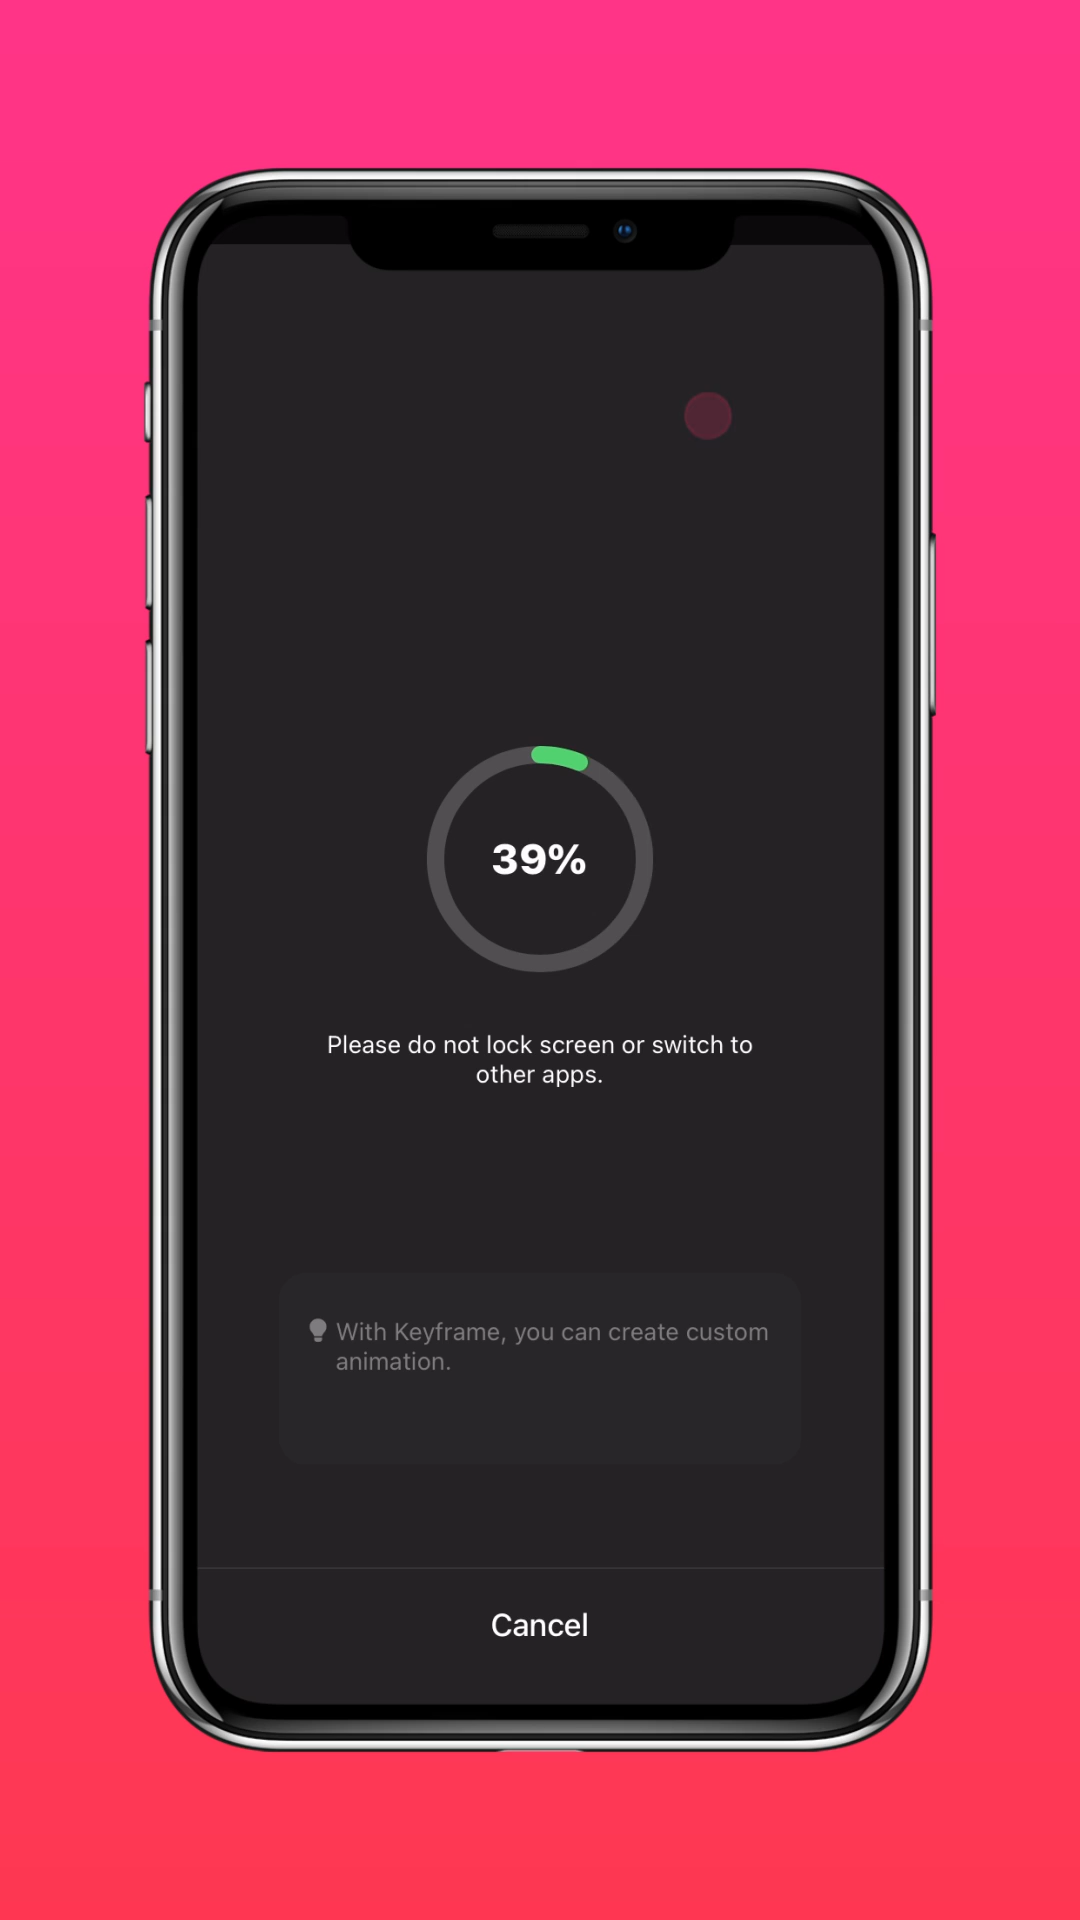 39%
Please do not lock screen or switch to
other apps.
With Keyframe, you can create custom
animation.
Cancel